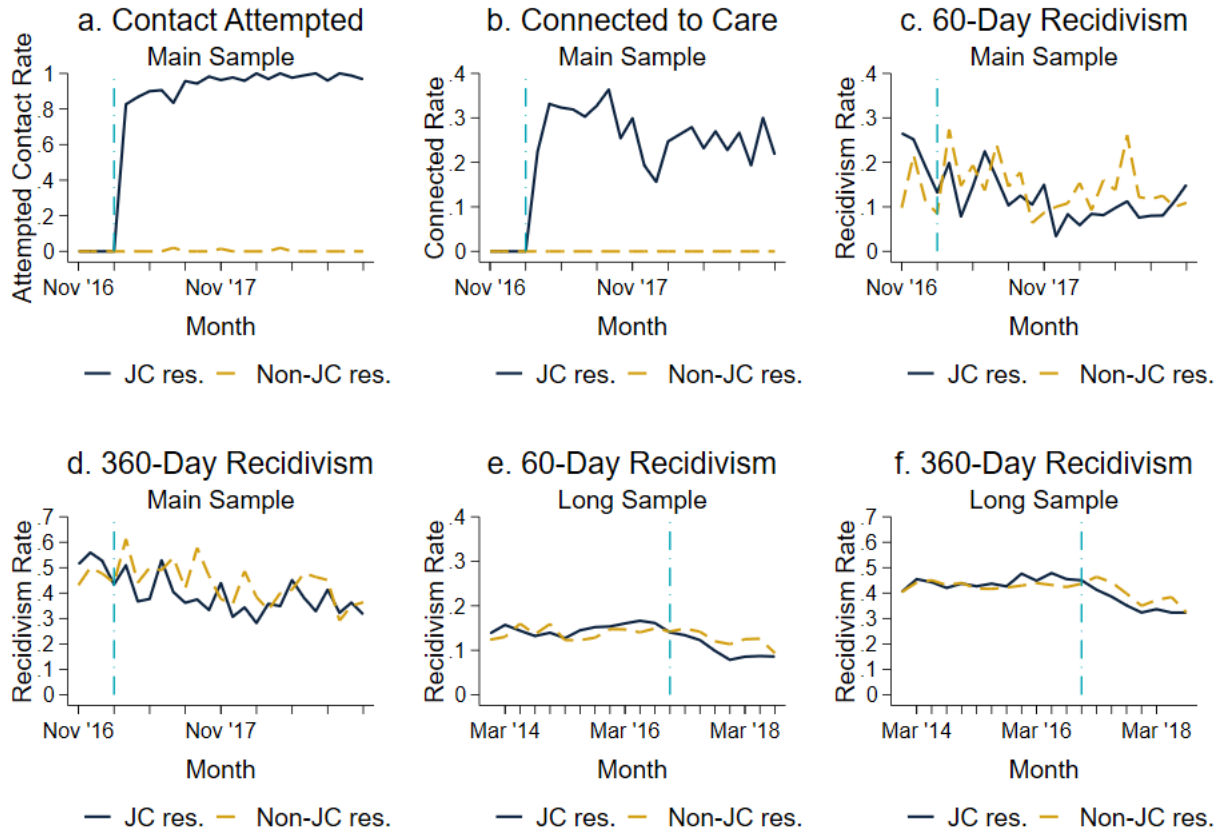 a. Contact Attempted
Main Sample
Attempted Contact Rate
1
.8
.6
.4
.2
0
Nov '16
Nov '17
Month
JC res.
Non-JC res.
b. Connected to Care
Main Sample
Connected Rate
.4
.3
.2
.1
0
Nov '16
Nov '17
Month
JC res.
Non-JC res.
c. 60-Day Recidivism
Main Sample
Recidivism Rate
.4
.3
.2
.1
0
Nov '16
Nov '17
Month
JC res.
Non-JC res.
d. 360-Day Recidivism
Main Sample
Recidivism Rate
.7
.6
.5
.4
.3
.2
.1
0
Nov '16
Nov '17
Month
JC res.
Non-JC res.
e. 60-Day Recidivism
Long Sample
Recidivism Rate
.4
.3
.2
.1
0
Mar '14
Mar '16
Mar '18
Month
JC res.
Non-JC res.
f. 360-Day Recidivism
Long Sample
Recidivism Rate
.7
.6
.5
.4
.3
.2
.1
0
Mar '14
Mar '16
Mar '18
Month
JC res.
Non-JC res.